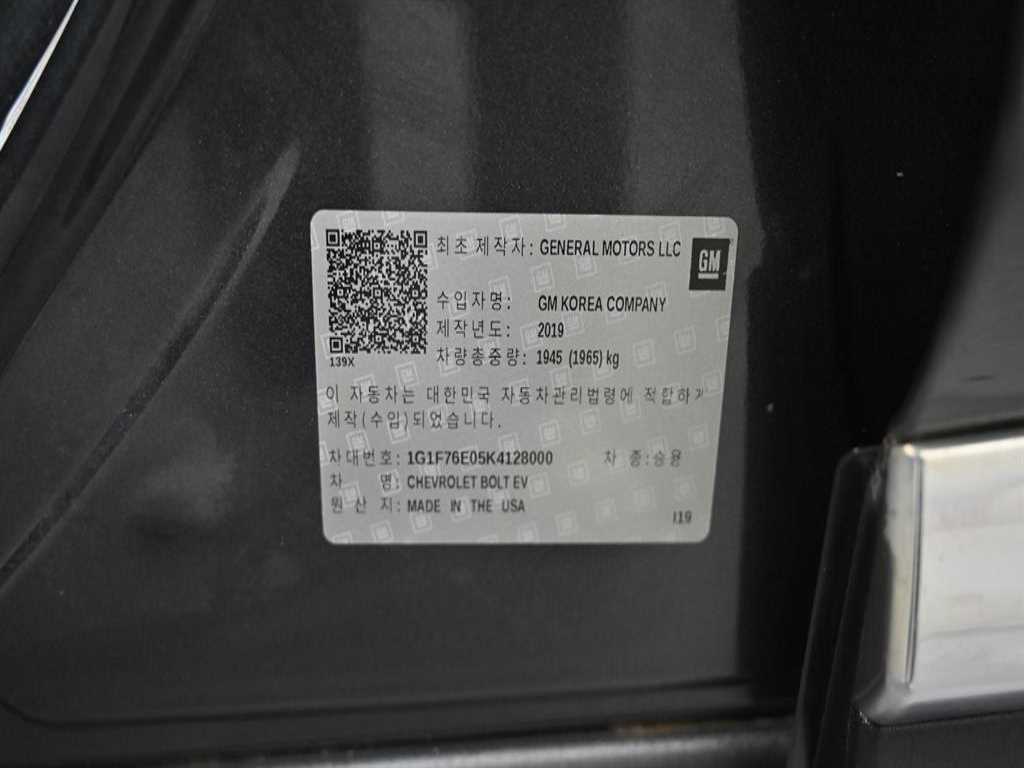 최초 제작자: GENERAL MOTORS LLC
GM
수입자명: GM KOREA COMPANY
제작년도: 2019
차량총중량: 1945 (1965) kg
139X
이 자동차는 대한민국 자동차관리법령에 적합하게
제작(수입)되었습니다.
차대번호: 1G1F76E05K4128000 차 종:승용
차 명: CHEVROLET BOLT EV
원 산 지: MADE IN THE USA
I19